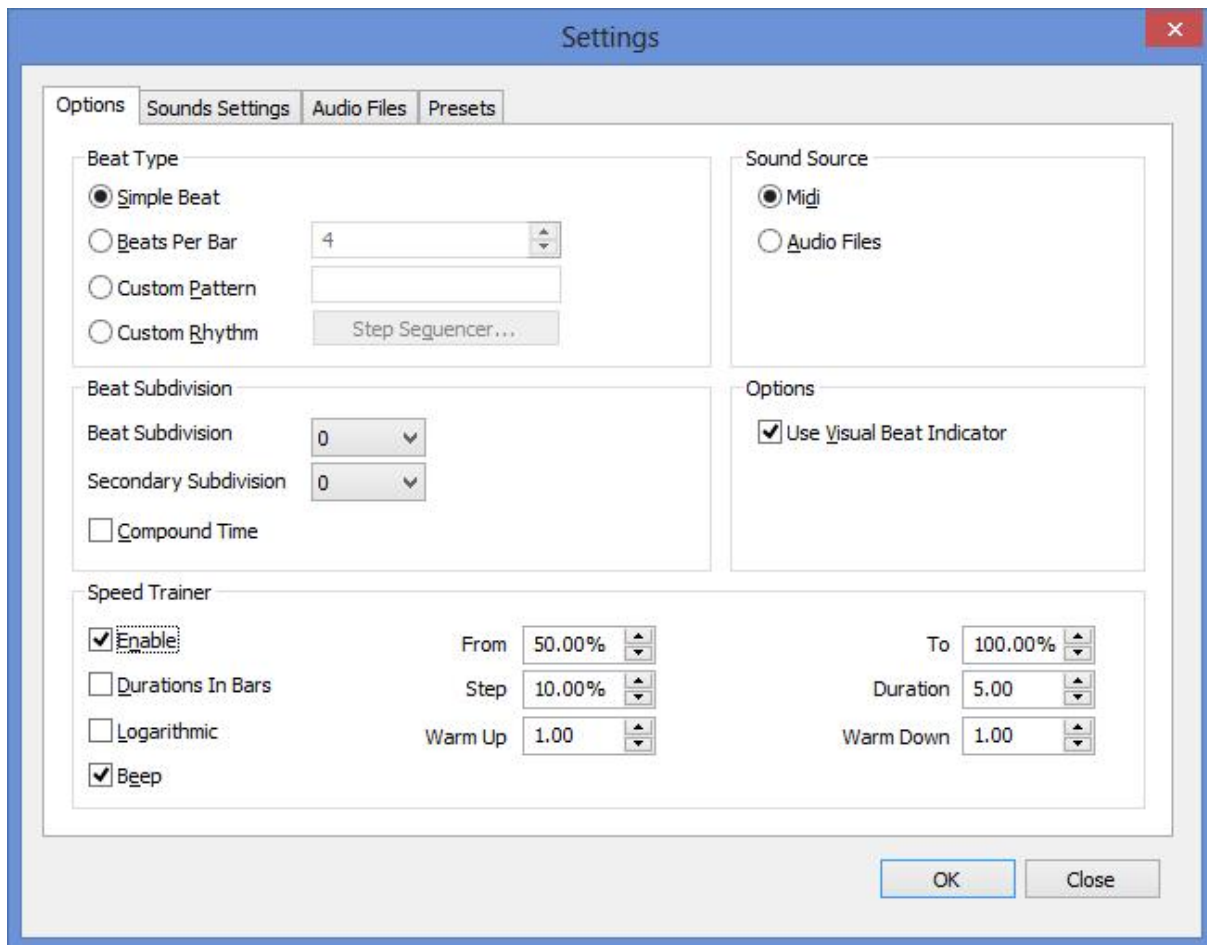 Settings
Options Sounds Settings Audio Files Presets
Beat Type
Simple Beat
Beats Per Bar 4
Custom Pattern
Custom Rhythm Step Sequencer...
Sound Source
Midi
Audio Files
Beat Subdivision
Beat Subdivision 0
Secondary Subdivision 0
Compound Time
Options
Use Visual Beat Indicator
Speed Trainer
Enable From 50.00% To 100.00%
Durations In Bars Step 10.00% Duration 5.00
Logarithmic Warm Up 1.00 Warm Down 1.00
Beep
OK Close